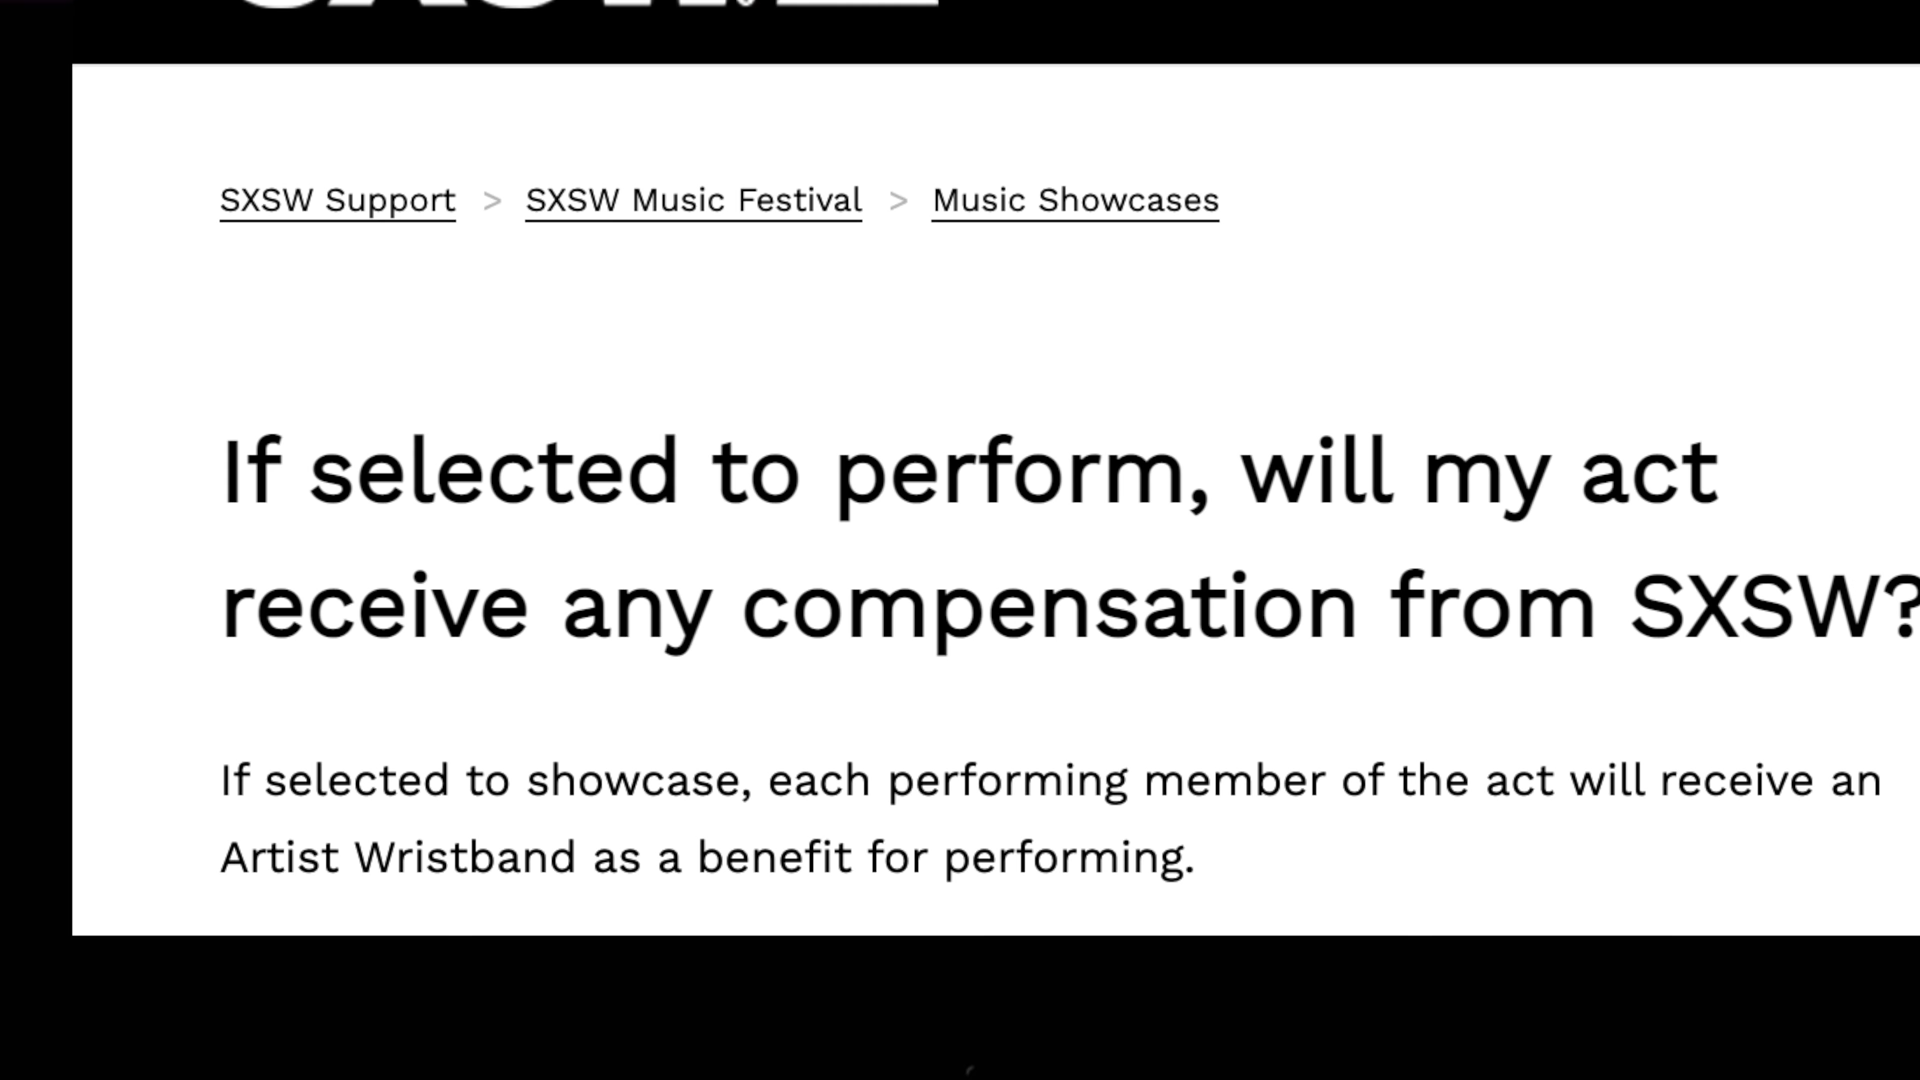 SXSW Support > SXSW Music Festival > Music Showcases
If selected to perform, will my act
receive any compensation from SXSW?
If selected to showcase, each performing member of the act will receive an
Artist Wristband as a benefit for performing.